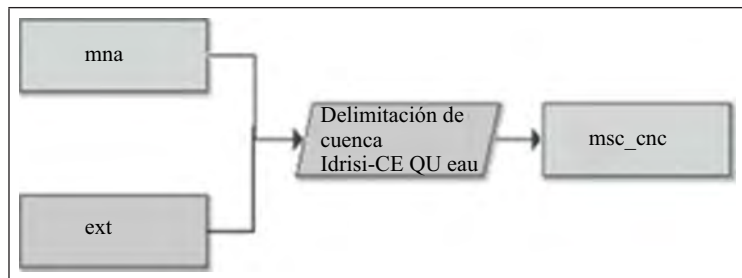 mna
ext
Delimitación de
cuenca
Idrisi-CE QU eau
msc_cnc